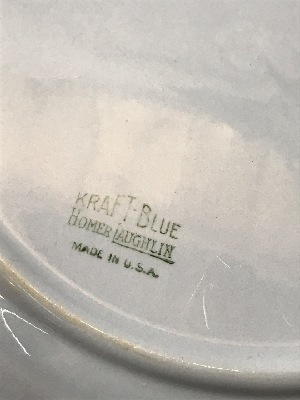 KRAFT-BLUE
HOMER LAUGHLIN
MADE IN U.S.A.